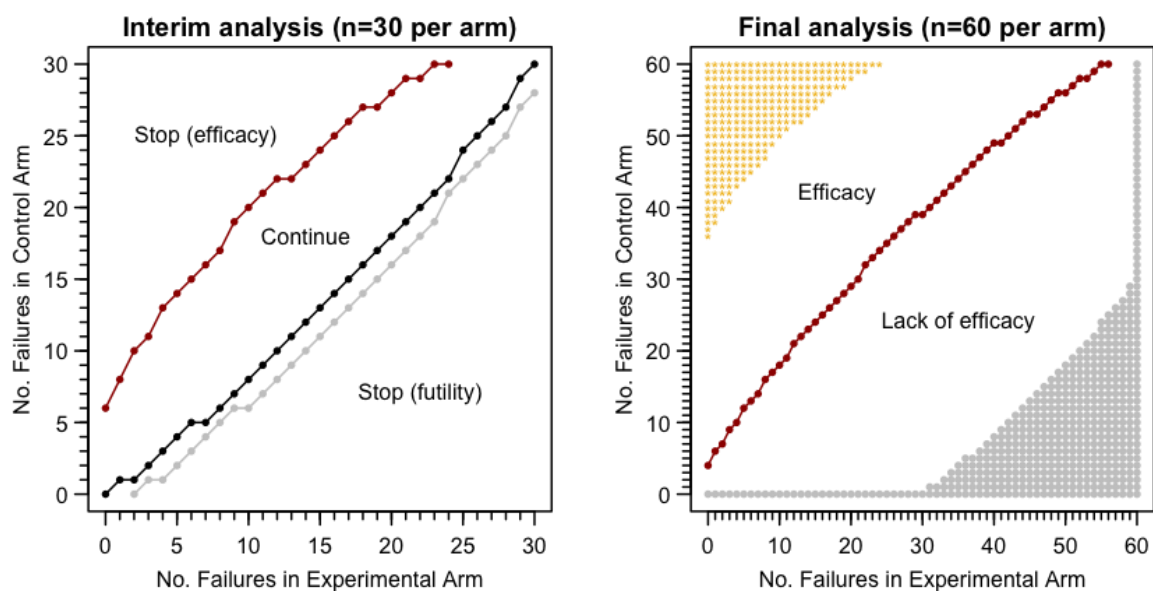 Interim analysis (n=30 per arm)
No. Failures in Control Arm
30
25
20
15
10
5
0
Stop (efficacy)
Continue
Stop (futility)
0 5 10 15 20 25 30
No. Failures in Experimental Arm
Final analysis (n=60 per arm)
No. Failures in Control Arm
60
50
40
30
20
10
0
Efficacy
Lack of efficacy
0 10 20 30 40 50 60
No. Failures in Experimental Arm